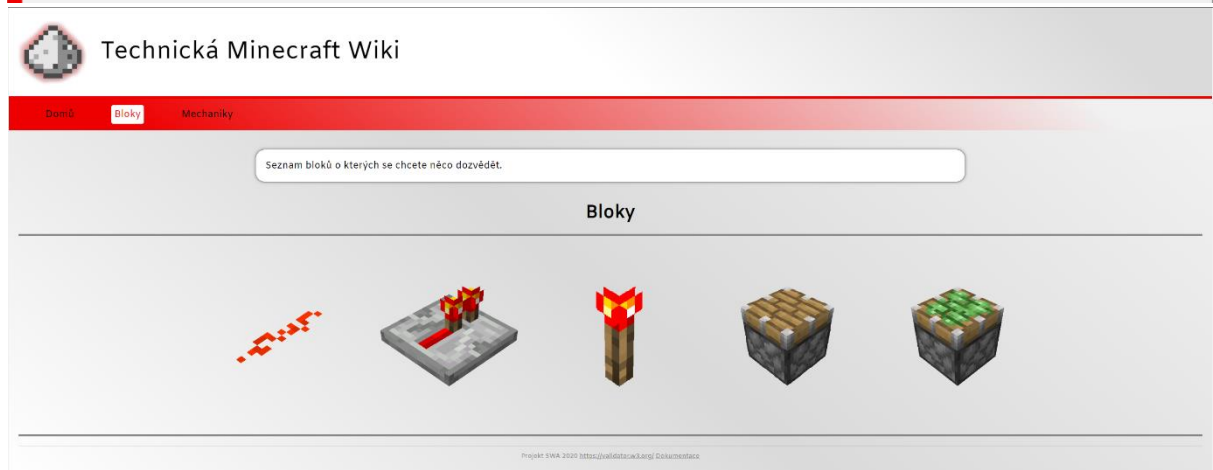 Technická Minecraft Wiki
Domů Bloky Mechaniky
Seznam bloků o kterých se chcete něco dozvědět.
Bloky
Projekt SWA 2020 https://validator.w3.org/ Dokumentace